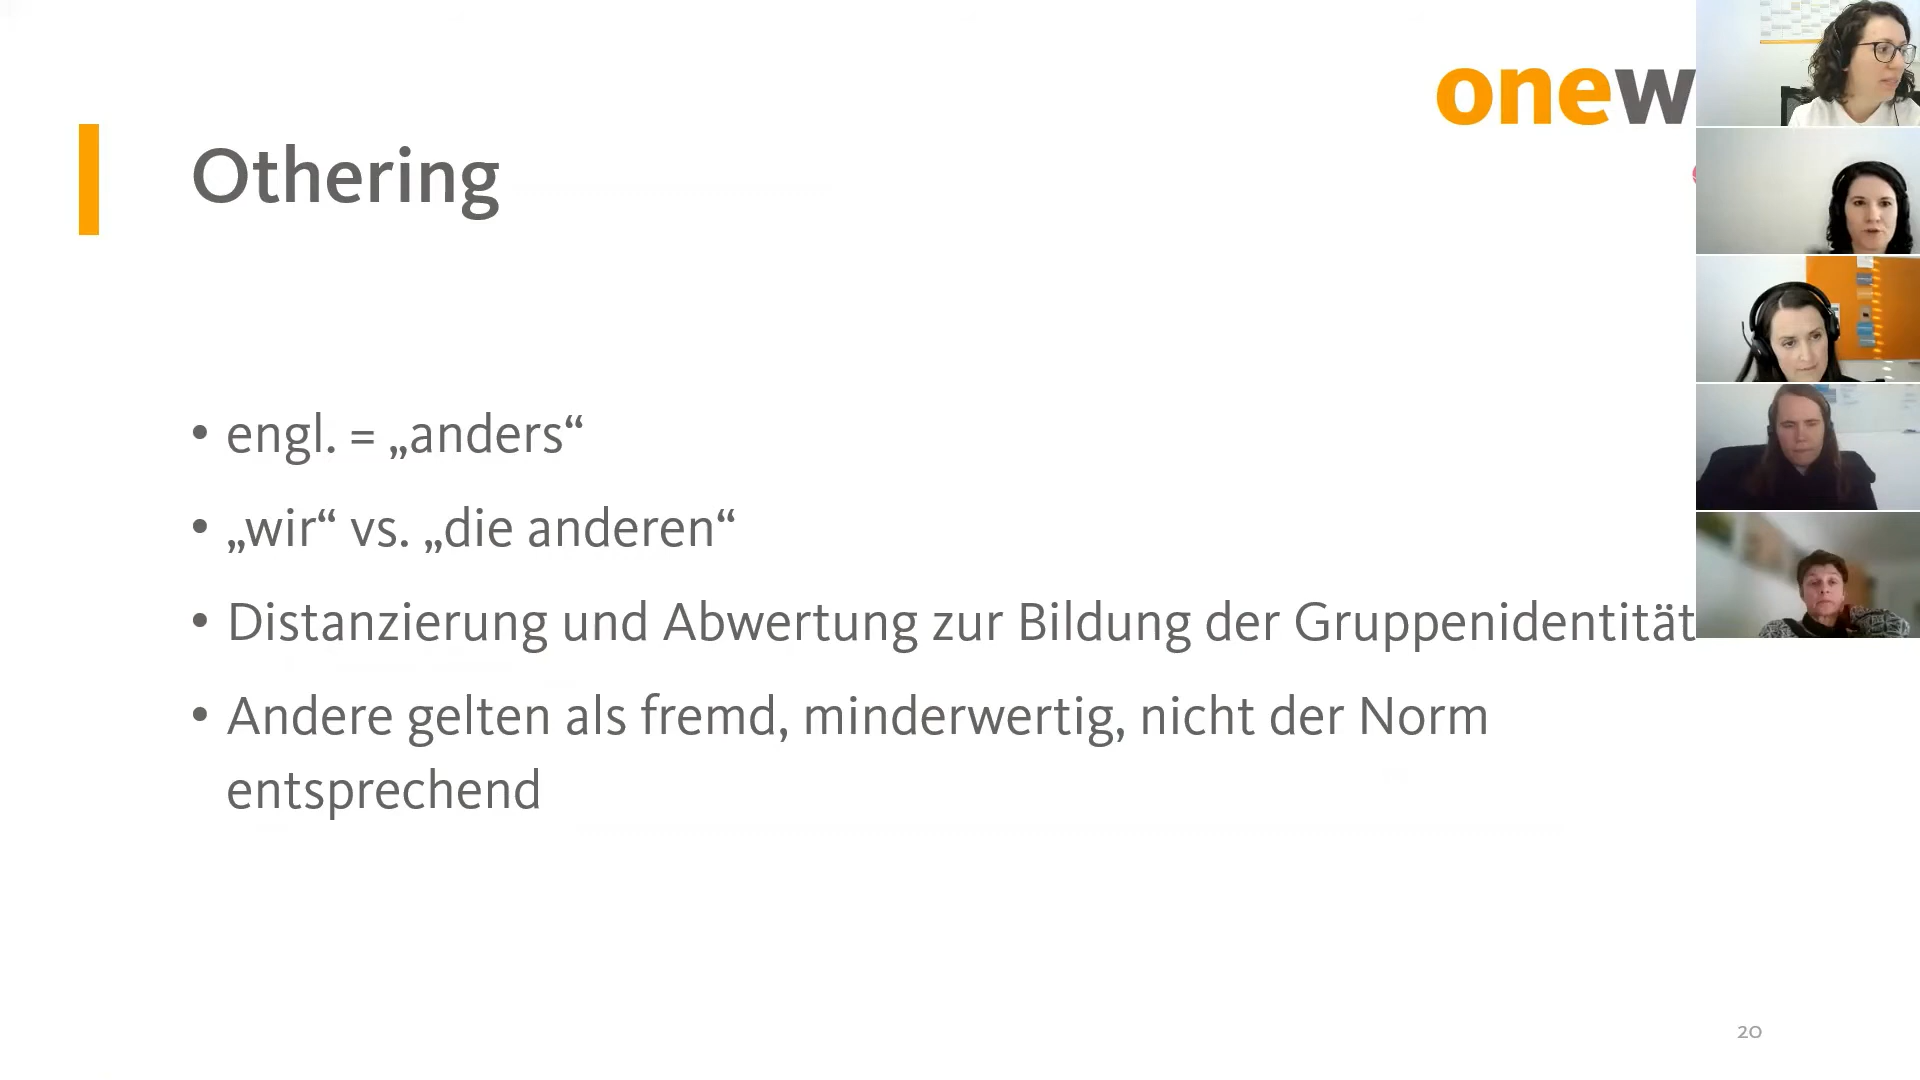 onew
Othering
• engl. = „anders“
• „wir“ vs. „die anderen“
• Distanzierung und Abwertung zur Bildung der Gruppenidentität
• Andere gelten als fremd, minderwertig, nicht der Norm
entsprechend
20